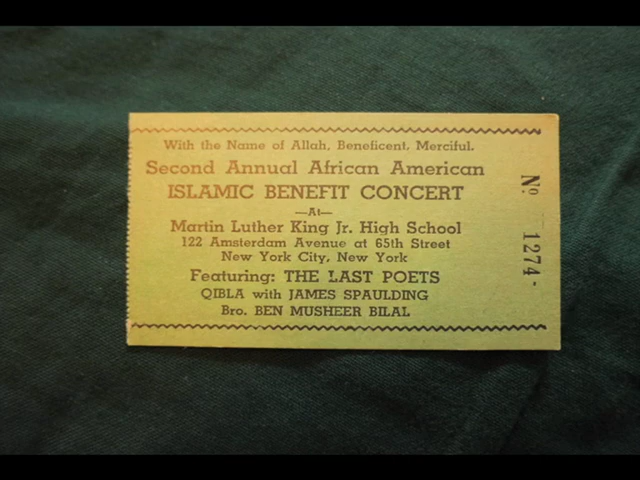 With the Name of Allah, Beneficent, Merciful.
Second Annual African American
ISLAMIC BENEFIT CONCERT
—At—
Martin Luther King Jr. High School
122 Amsterdam Avenue at 65th Street
New York City, New York
Featuring: THE LAST POETS
QIBLA with JAMES SPAULDING
Bro. BEN MUSHEER BILAL
No 1274